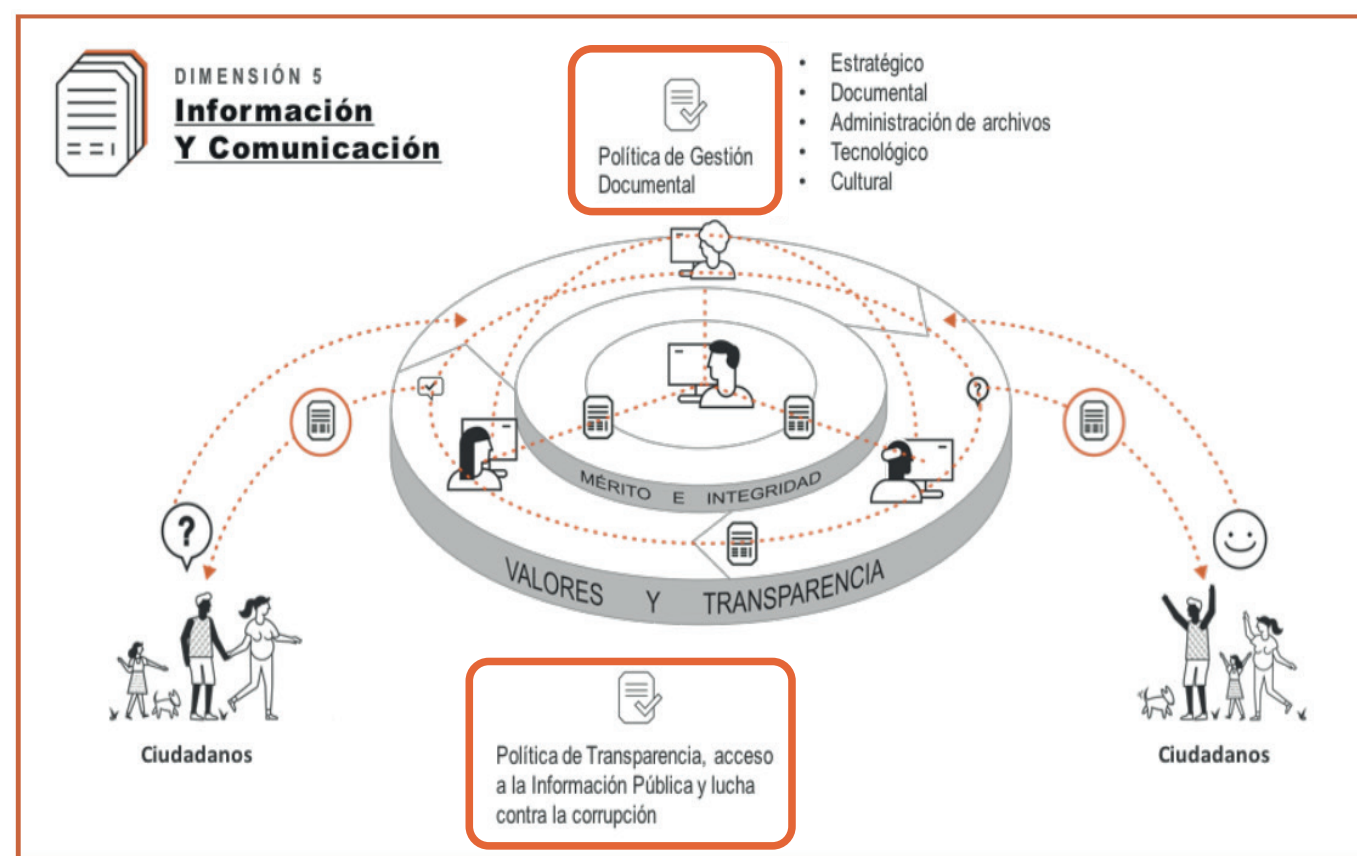 DIMENSIÓN 5
Información
Y Comunicación
Política de Gestión
Documental
• Estratégico
• Documental
• Administración de archivos
• Tecnológico
• Cultural
?
?
MÉRITO E INTEGRIDAD
VALORES Y TRANSPARENCIA
Ciudadanos
Ciudadanos
Política de Transparencia, acceso
a la Información Pública y lucha
contra la corrupción